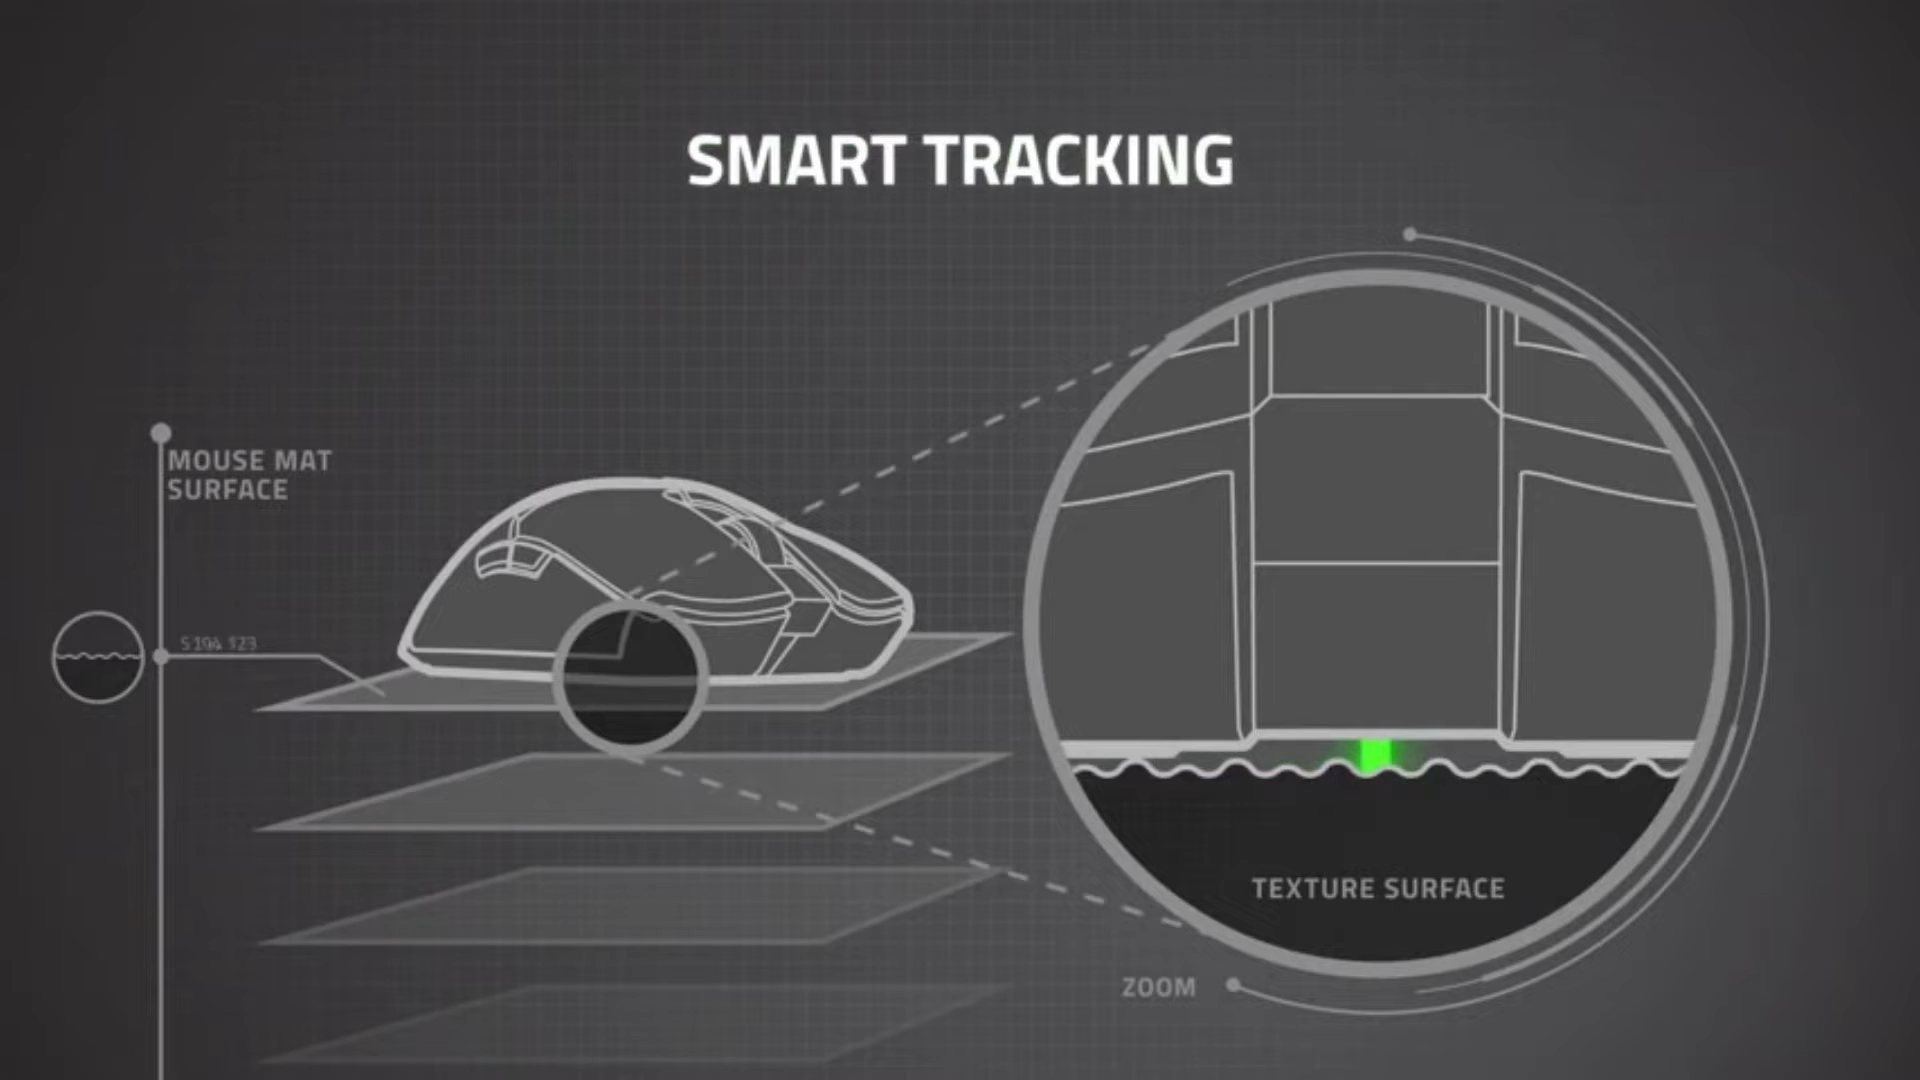 SMART TRACKING
MOUSE MAT
SURFACE
TEXTURE SURFACE
ZOOM